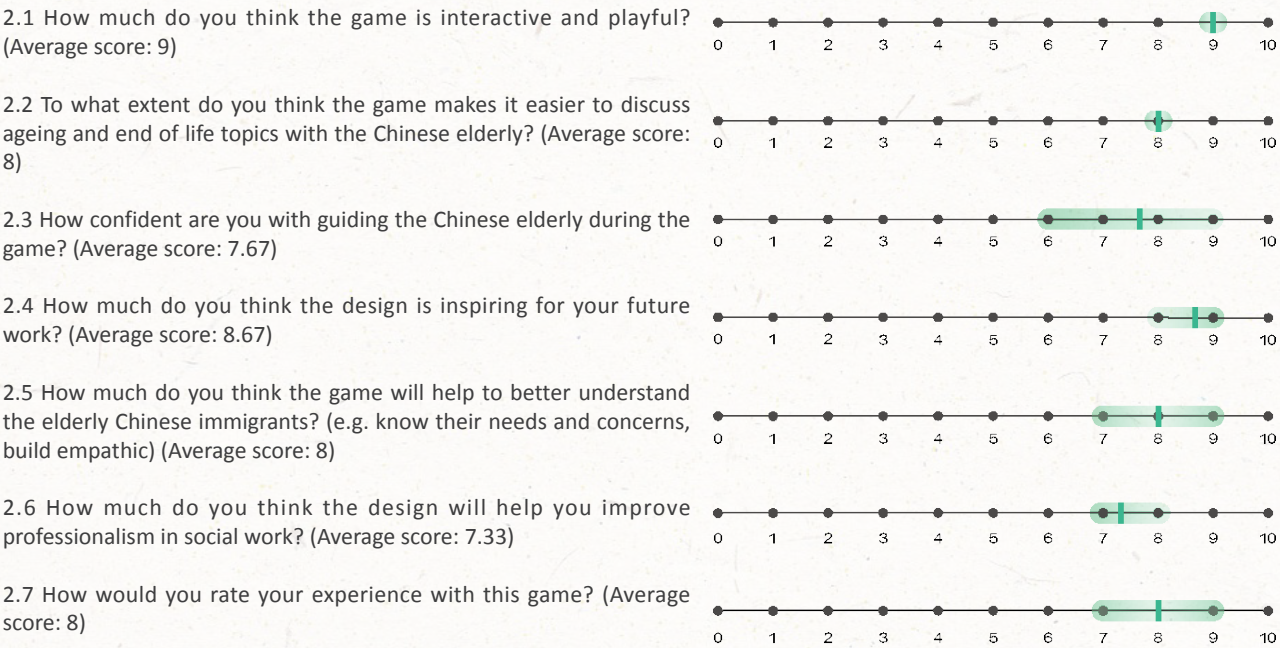 2.1 How much do you think the game is interactive and playful?
(Average score: 9)
0 1 2 3 4 5 6 7 8 9 10
2.2 To what extent do you think the game makes it easier to discuss
ageing and end of life topics with the Chinese elderly? (Average score:
8)
0 1 2 3 4 5 6 7 8 9 10
2.3 How confident are you with guiding the Chinese elderly during the
game? (Average score: 7.67)
0 1 2 3 4 5 6 7 8 9 10
2.4 How much do you think the design is inspiring for your future
work? (Average score: 8.67)
0 1 2 3 4 5 6 7 8 9 10
2.5 How much do you think the game will help to better understand
the elderly Chinese immigrants? (e.g. know their needs and concerns,
build empathic) (Average score: 8)
0 1 2 3 4 5 6 7 8 9 10
2.6 How much do you think the design will help you improve
professionalism in social work? (Average score: 7.33)
0 1 2 3 4 5 6 7 8 9 10
2.7 How would you rate your experience with this game? (Average
score: 8)
0 1 2 3 4 5 6 7 8 9 10